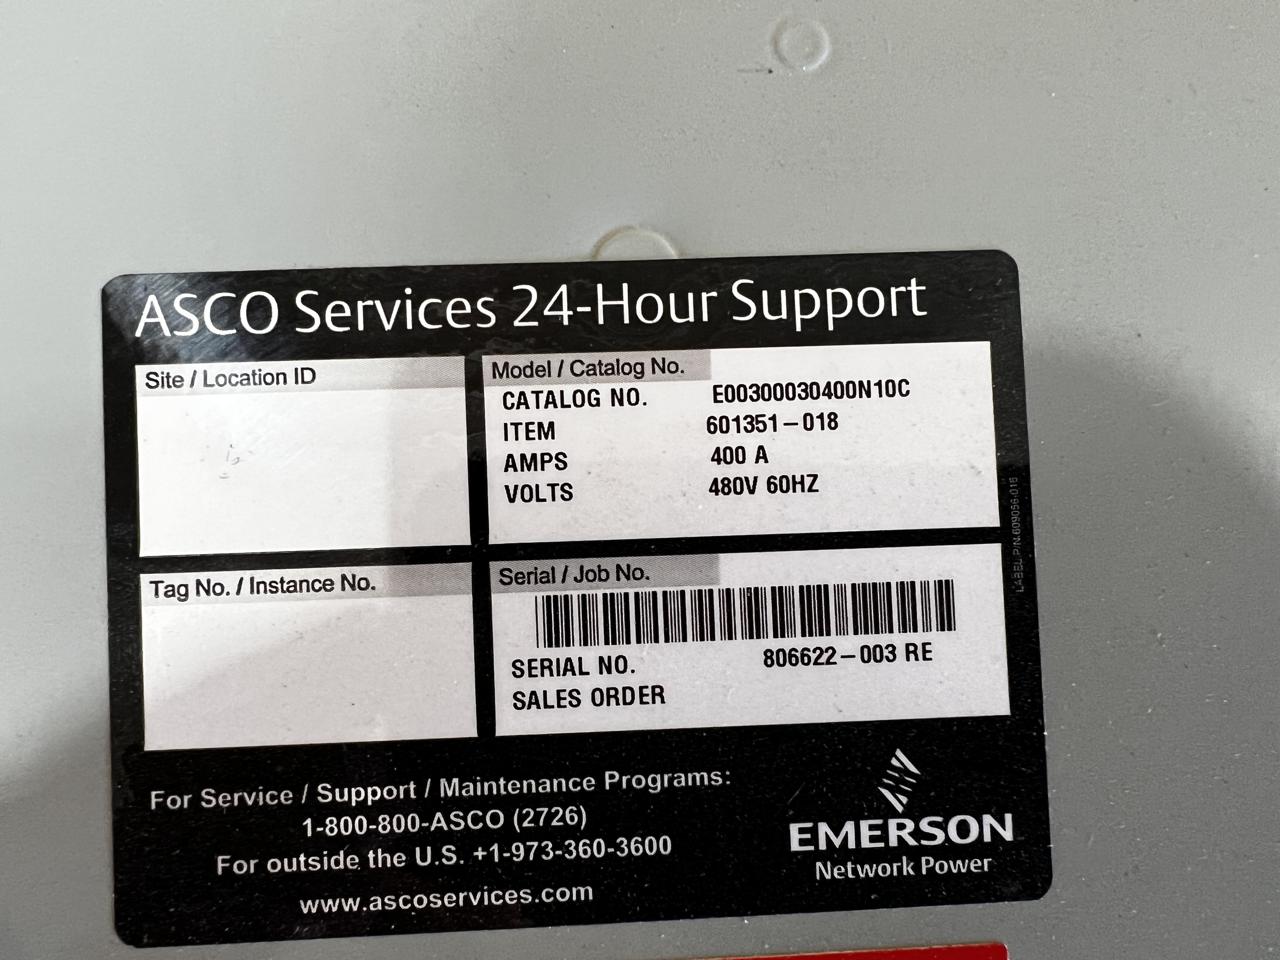 ASCO Services 24-Hour Support
Site / Location ID
Model / Catalog No.
CATALOG NO. E00300030400N10C
ITEM 601351-018
AMPS 400 A
VOLTS 480V 60HZ
Tag No. / Instance No.
Serial / Job No.
SERIAL NO. 806622-003 RE
SALES ORDER
LABEL P/N 609056-016
For Service / Support / Maintenance Programs:
1-800-800-ASCO (2726)
For outside the U.S. +1-973-360-3600
www.ascoservices.com
EMERSON
Network Power